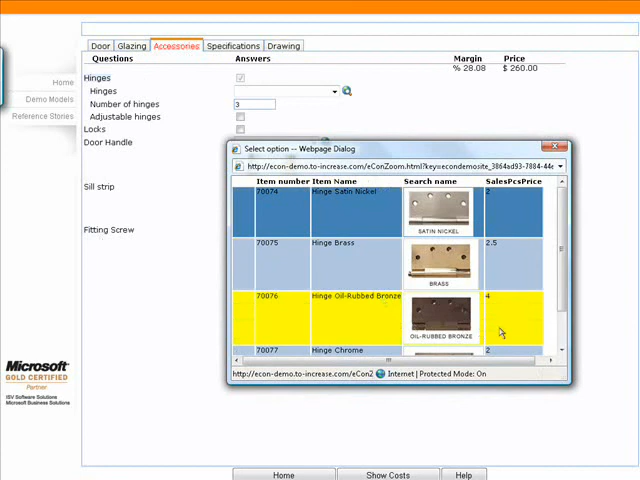 Door Glazing Accessories Specifications Drawing
Questions Answers Margin Price
% 28.08 $ 260.00
Home
Demo Models
Reference Stories
Hinges
Hinges
Number of hinges 3
Adjustable hinges
Locks
Door Handle
Sill strip
Fitting Screw
Select option -- Webpage Dialog
http://econ-demo.to-increase.com/eConZoom.html?key=econdemosite_3864ad93-7884-44e
Item number Item Name Search name SalesPcsPrice
70074 Hinge Satin Nickel 2
SATIN NICKEL
70075 Hinge Brass 2.5
BRASS
70076 Hinge Oil-Rubbed Bronze 4
OIL-RUBBED BRONZE
70077 Hinge Chrome 2
http://econ-demo.to-increase.com/eCon2 Internet | Protected Mode: On
Microsoft
GOLD CERTIFIED
Partner
ISV/Software Solutions
Microsoft Business Solutions
Home Show Costs Help